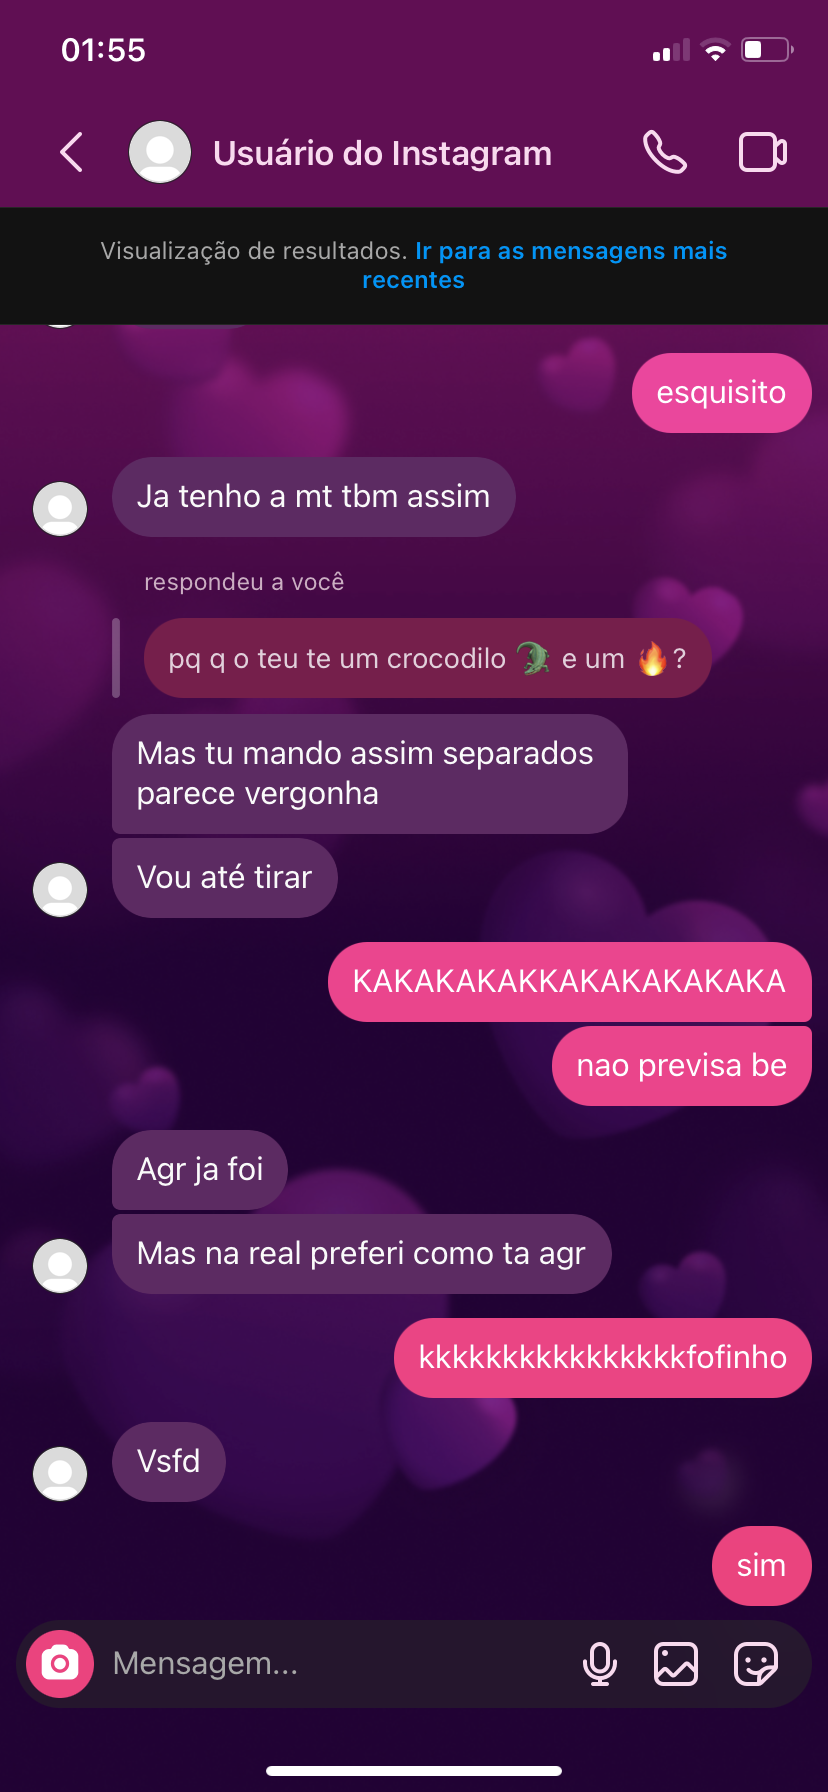 01:55
Usuário do Instagram
Visualização de resultados. Ir para as mensagens mais
recentes
esquisito
Ja tenho a mt tbm assim
respondeu a você
pq q o teu te um crocodilo 🐊 e um 🔥?
Mas tu mando assim separados
parece vergonha
Vou até tirar
KAKAKAKAKKAKAKAKAKAKA
nao previsa be
Agr ja foi
Mas na real preferi como ta agr
kkkkkkkkkkkkkkkkfofinho
Vsfd
sim
Mensagem...